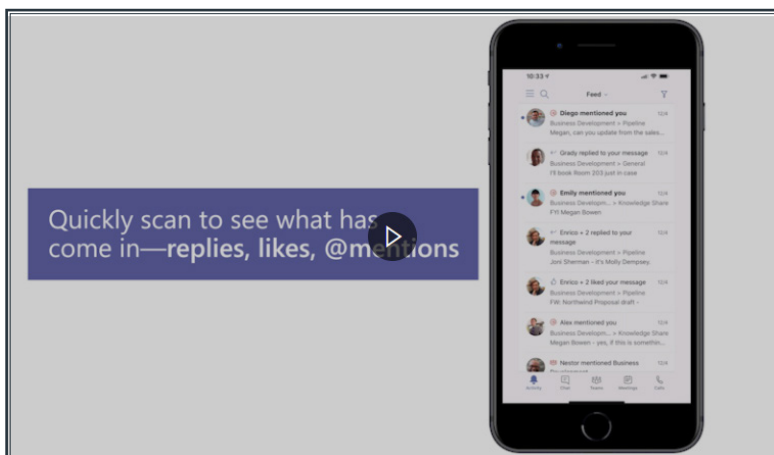 Quickly scan to see what has
come in—replies, likes, @mentions
10:33
Feed
Diego mentioned you 10/4
Business Development > Pipeline
Megan, can you update from the sales...
Grady replied to your message 10/4
Business Development > General
I'll book Room 203 just in case
Emily mentioned you 10/4
Business Developm... > Knowledge Share
FYI Megan Bowen
Enrico + 2 replied to your 10/4
message
Business Development > Pipeline
Joni Sherman – It's Molly Dempsey.
Enrico + 2 liked your message 10/4
Business Development > Pipeline
FW: Northwind Proposal draft -
Alex mentioned you 10/4
Business Developm... > Knowledge Share
Megan Bowen – yes, if this is somethin...
Nestor mentioned Business 10/4
Activity
Chat
Teams
Meetings
Calls